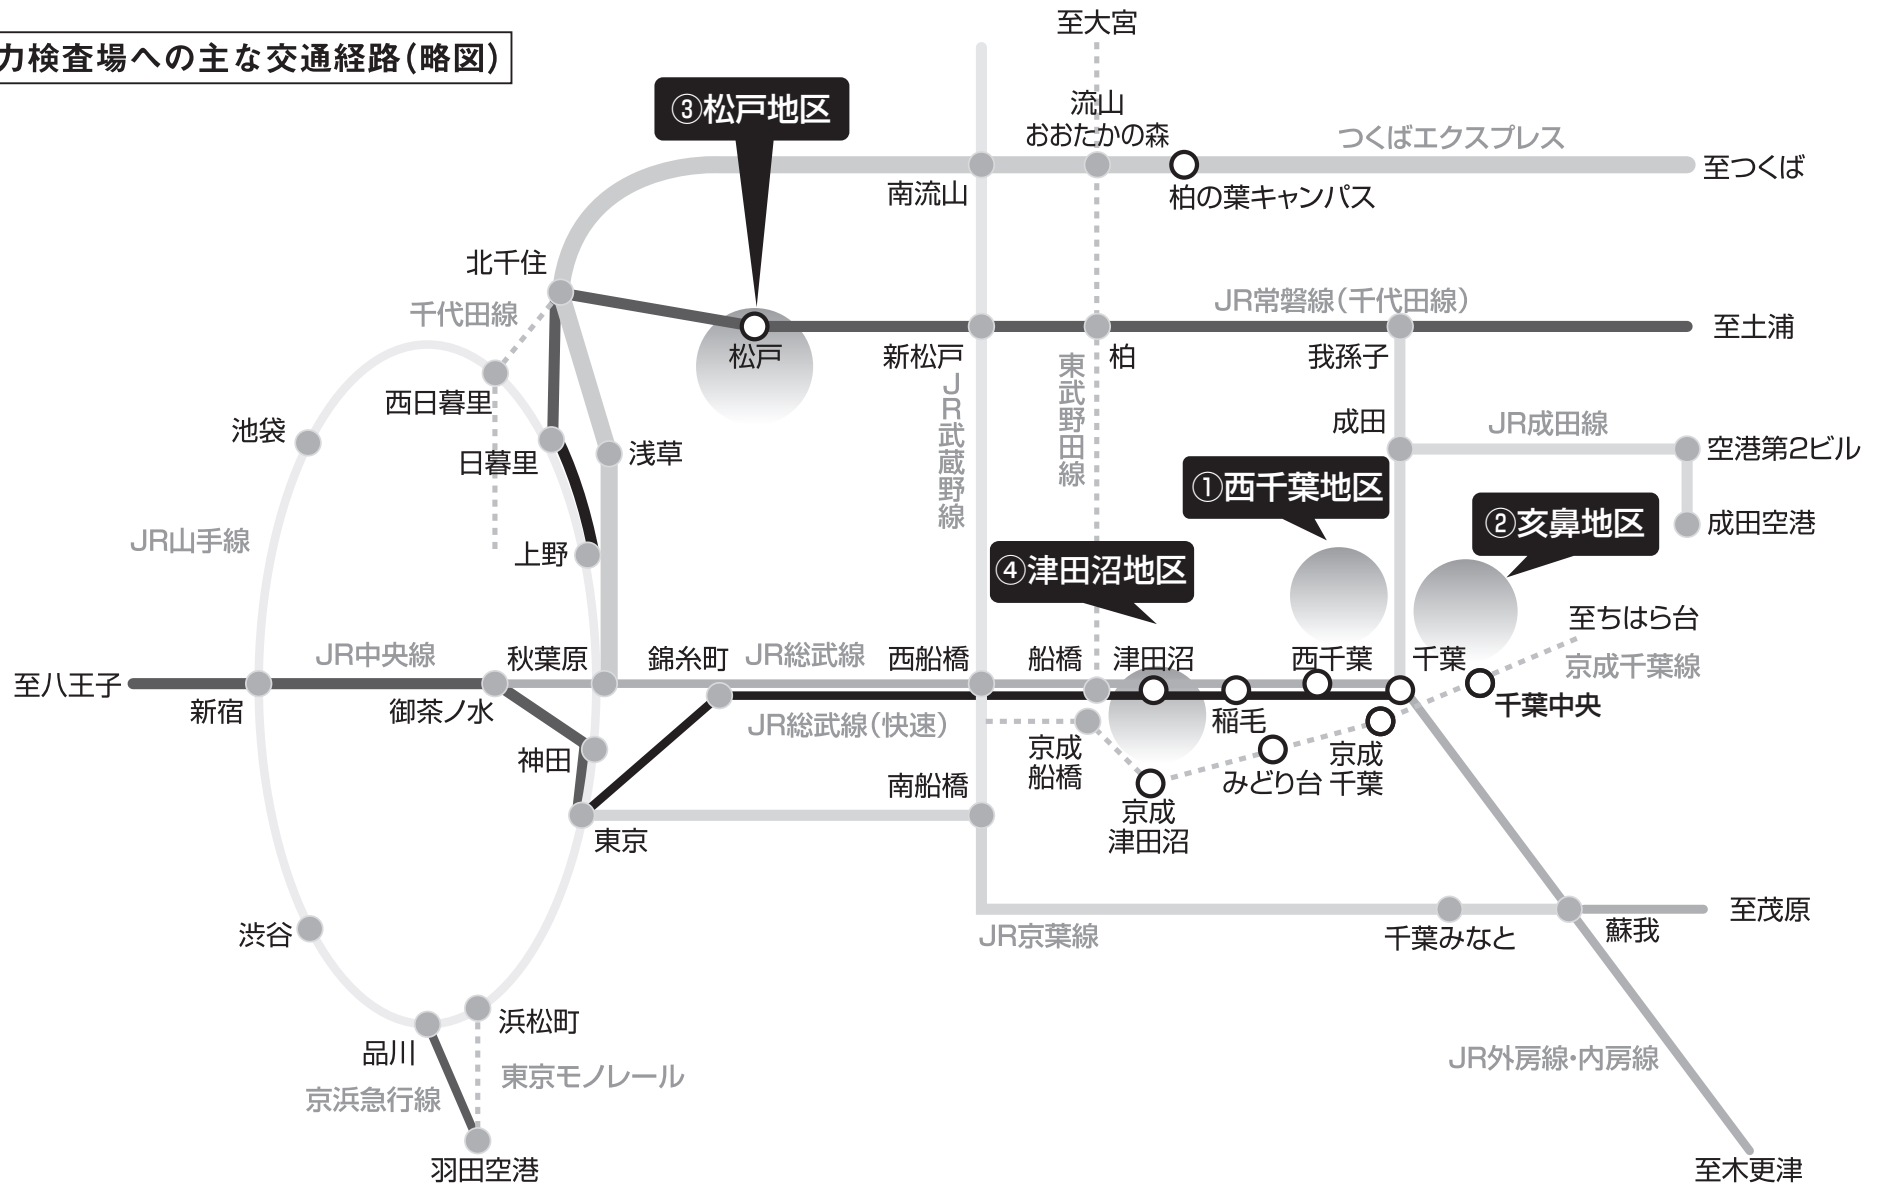 力検査場への主な交通経路(略図)
至大宮
③松戸地区
流山
おおたかの森
つくばエクスプレス
至つくば
南流山
柏の葉キャンパス
北千住
千代田線
JR常磐線(千代田線)
至土浦
松戸
新松戸
柏
我孫子
西日暮里
JR武蔵野線
東武野田線
池袋
成田
JR成田線
空港第2ビル
日暮里
浅草
①西千葉地区
②亥鼻地区
成田空港
JR山手線
上野
④津田沼地区
至ちはら台
京成千葉線
JR中央線
秋葉原
錦糸町
JR総武線
西船橋
船橋
津田沼
西千葉
千葉
至八王子
新宿
御茶ノ水
千葉中央
神田
JR総武線(快速)
稲毛
京成
船橋
みどり台
京成
千葉
南船橋
京成
津田沼
東京
渋谷
JR京葉線
千葉みなと
蘇我
至茂原
浜松町
品川
東京モノレール
京浜急行線
JR外房線・内房線
羽田空港
至木更津